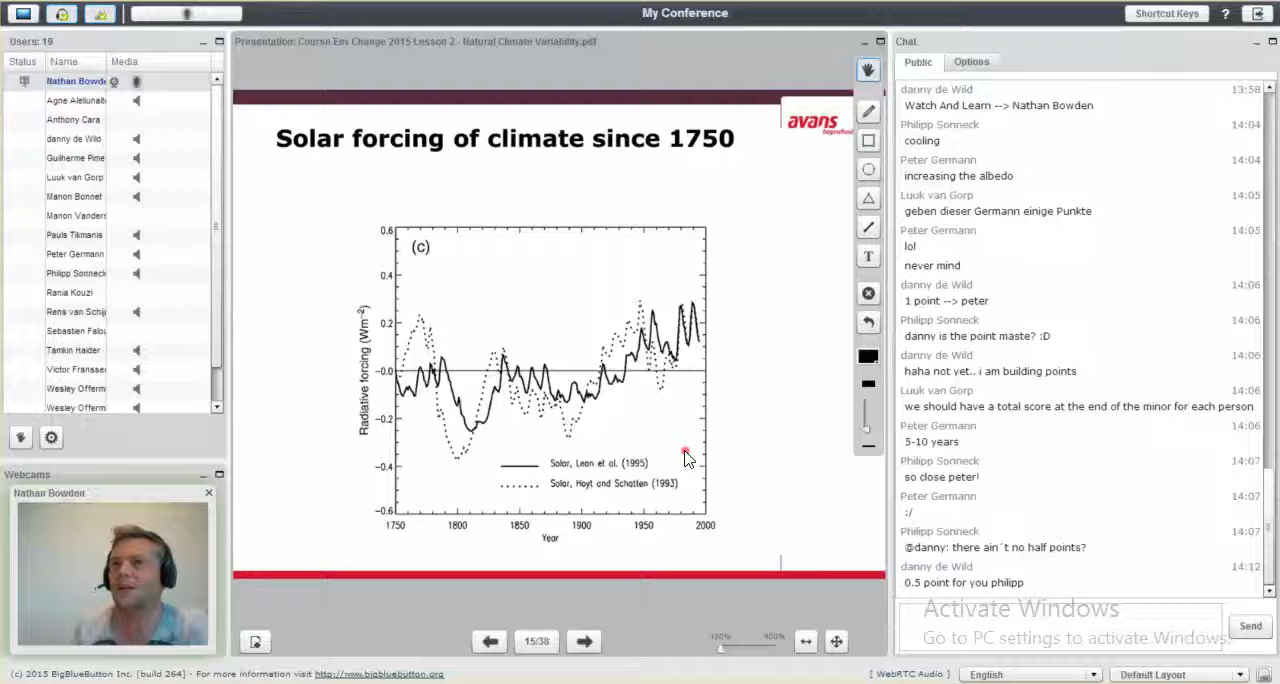 My Conference
Shortcut Keys
?
Users: 19
Status Name Media
Nathan Bowde
Agne Aleliunait
Anthony Cara
danny de Wild
Guilherme Pime
Luuk van Gorp
Manon Bonnet
Manon Vanders
Pauls Tikmanis
Peter Germann
Philipp Sonneck
Rania Kouzi
Rens van Schij
Sebastien Falou
Tamkin Haider
Victor Franssen
Wesley Offerm
Wesley Offerm
Webcams
Nathan Bowden
Presentation: Course Env Change 2015 Lesson 2 - Natural Climate Variability.pdf
Solar forcing of climate since 1750
avans
hogeschool
(c)
Radiative forcing (Wm⁻²)
0.6
0.4
0.2
-0.0
-0.2
-0.4
-0.6
Solar, Lean et al. (1995)
Solar, Hoyt and Schatten (1993)
1750 1800 1850 1900 1950 2000
Year
T
15/38
100% 400%
Chat
Public Options
danny de Wild 13:58
Watch And Learn --> Nathan Bowden
Philipp Sonneck 14:04
cooling
Peter Germann 14:04
increasing the albedo
Luuk van Gorp 14:05
geben dieser Germann einige Punkte
Peter Germann 14:05
lol
never mind
danny de Wild 14:06
1 point --> peter
Philipp Sonneck 14:06
danny is the point maste? :D
danny de Wild 14:06
haha not yet.. i am building points
Luuk van Gorp 14:06
we should have a total score at the end of the minor for each person
Peter Germann 14:06
5-10 years
Philipp Sonneck 14:07
so close peter!
Peter Germann 14:07
:/
Philipp Sonneck 14:07
@danny: there ain´t no half points?
danny de Wild 14:12
0.5 point for you philipp
Activate Windows
Go to PC settings to activate Windows.
Send
(c) 2015 BigBlueButton Inc. [build 264] - For more information visit http://www.bigbluebutton.org
[ WebRTC Audio ] English Default Layout